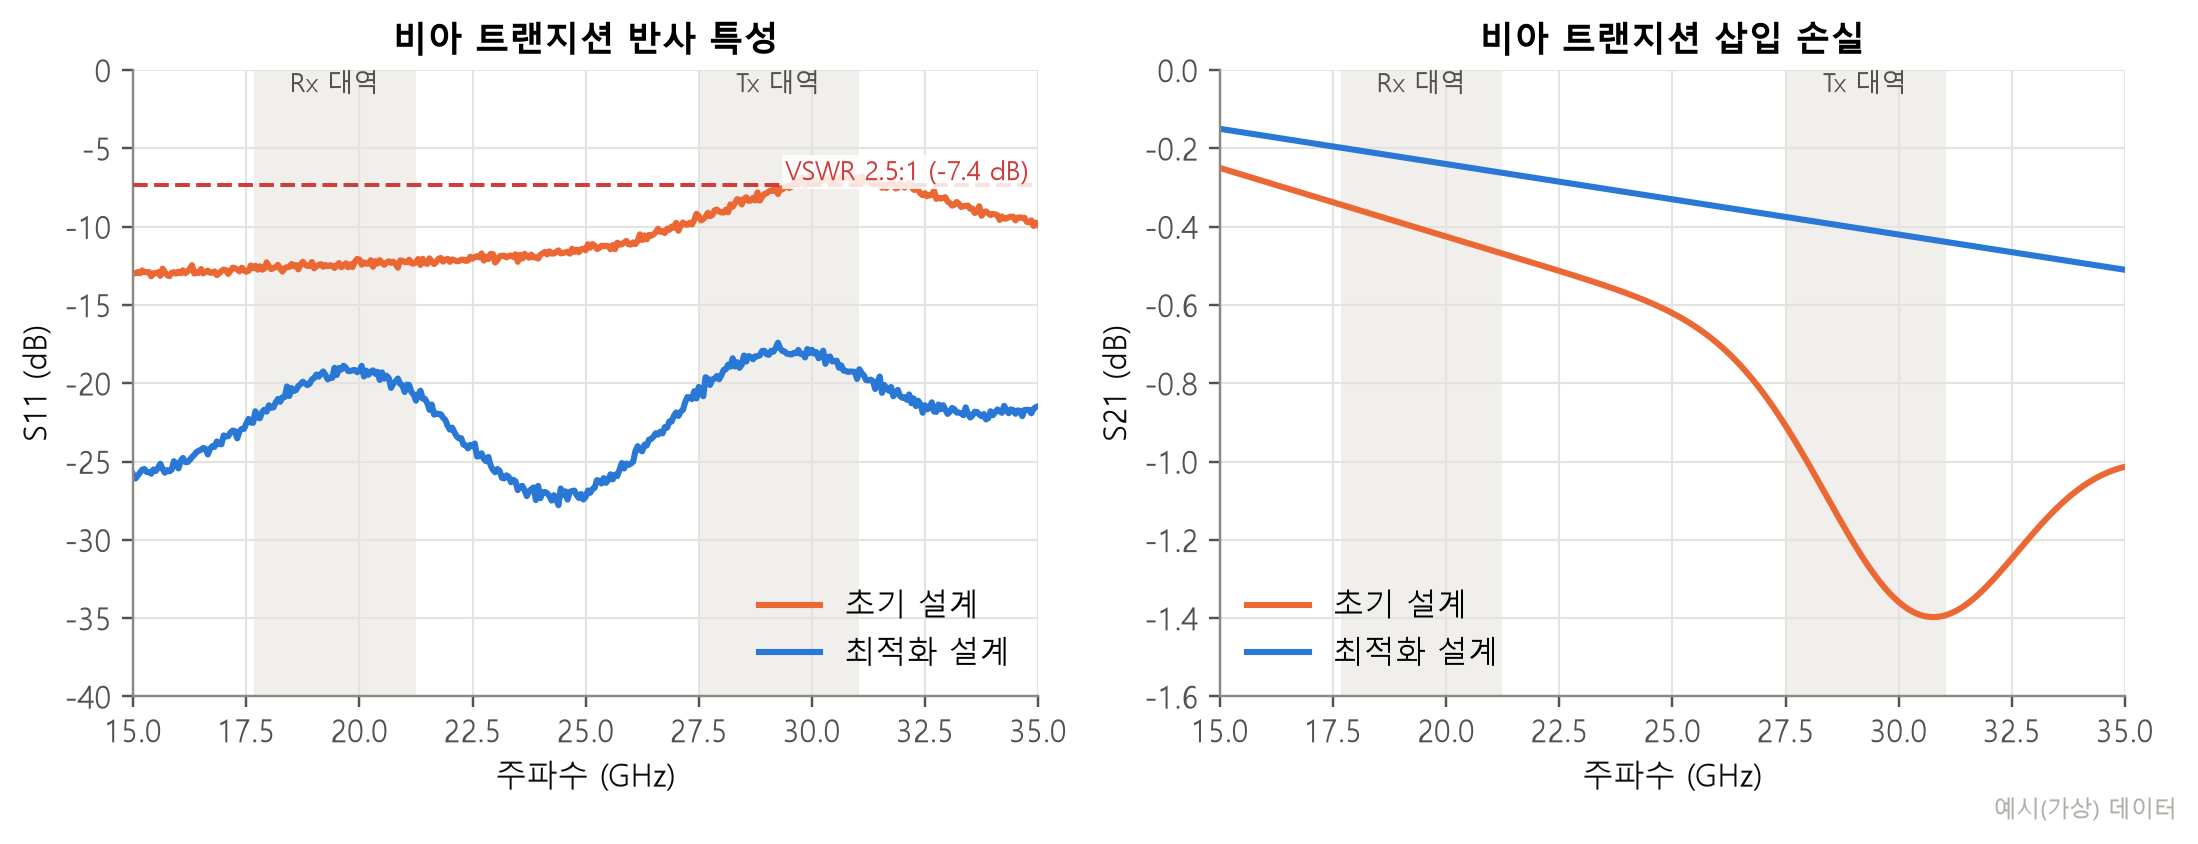 비아 트랜지션 반사 특성
0
-5
-10
-15
-20
-25
-30
-35
-40
S11 (dB)
Rx 대역
Tx 대역
VSWR 2.5:1 (-7.4 dB)
초기 설계
최적화 설계
15.0 17.5 20.0 22.5 25.0 27.5 30.0 32.5 35.0
주파수 (GHz)
비아 트랜지션 삽입 손실
0.0
-0.2
-0.4
-0.6
-0.8
-1.0
-1.2
-1.4
-1.6
S21 (dB)
Rx 대역
Tx 대역
초기 설계
최적화 설계
15.0 17.5 20.0 22.5 25.0 27.5 30.0 32.5 35.0
주파수 (GHz)
예시(가상) 데이터